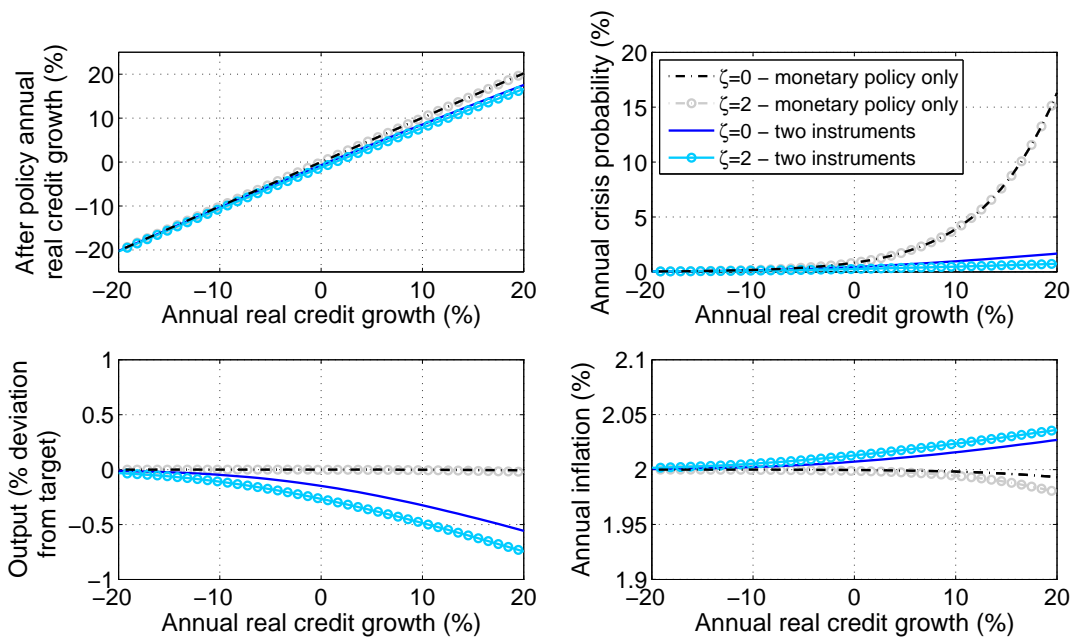 After policy annual
real credit growth (%)
20
10
0
−10
−20
−20
−10
0
10
20
Annual real credit growth (%)
Annual crisis probability (%)
20
15
10
5
0
ζ=0 − monetary policy only
ζ=2 − monetary policy only
ζ=0 − two instruments
ζ=2 − two instruments
−20
−10
0
10
20
Annual real credit growth (%)
Output (% deviation
from target)
1
0.5
0
−0.5
−1
−20
−10
0
10
20
Annual real credit growth (%)
Annual inflation (%)
2.1
2.05
2
1.95
1.9
−20
−10
0
10
20
Annual real credit growth (%)